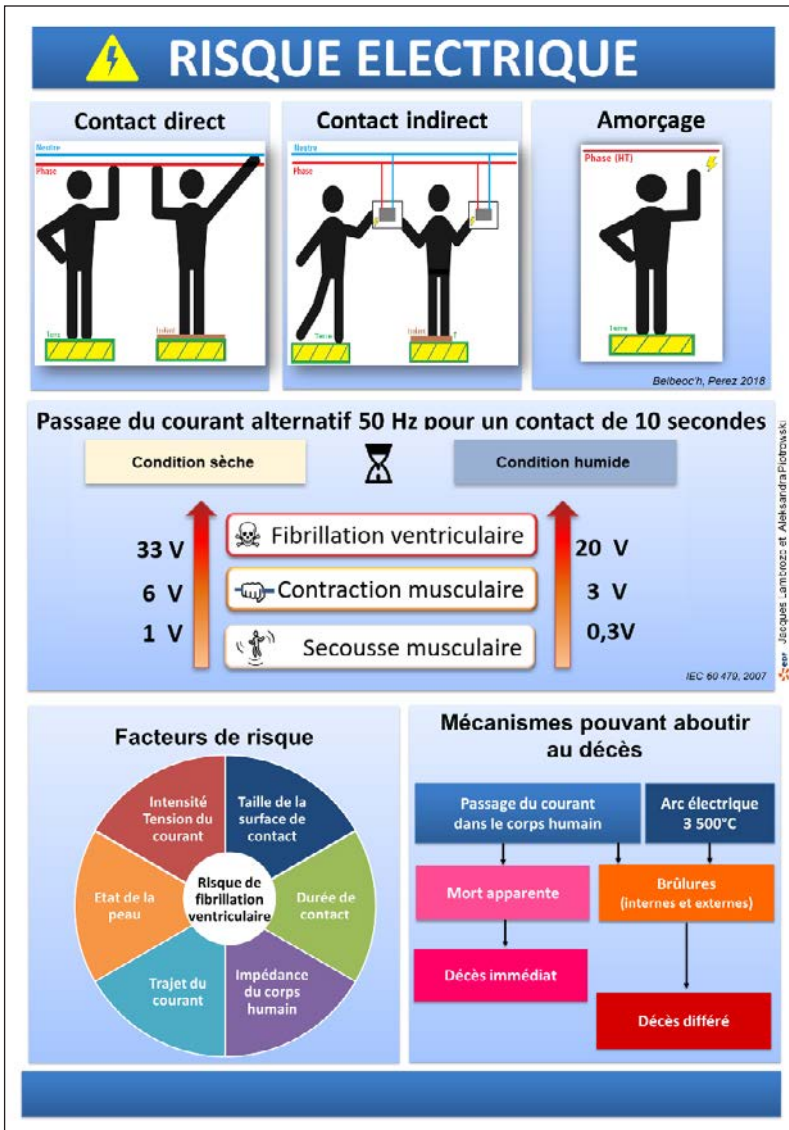 RISQUE ELECTRIQUE
Contact direct
Neutre
Phase
Terre
Isolant
Contact indirect
Neutre
Phase
Terre
Isolant
Amorçage
Phase (HT)
Terre
Belbeoc'h, Perez 2018
Passage du courant alternatif 50 Hz pour un contact de 10 secondes
Condition sèche
Condition humide
33 V
Fibrillation ventriculaire
20 V
6 V
Contraction musculaire
3 V
1 V
Secousse musculaire
0,3V
IEC 60 479, 2007
edf Jacques Lambrozo et Aleksandra Piotrowski
Facteurs de risque
Intensité
Tension du
courant
Taille de la
surface de
contact
Etat de la
peau
Risque de
fibrillation
ventriculaire
Durée de
contact
Trajet du
courant
Impédance
du corps
humain
Mécanismes pouvant aboutir
au décès
Passage du courant
dans le corps humain
Arc électrique
3 500°C
Mort apparente
Brûlures
(internes et externes)
Décès immédiat
Décès différé